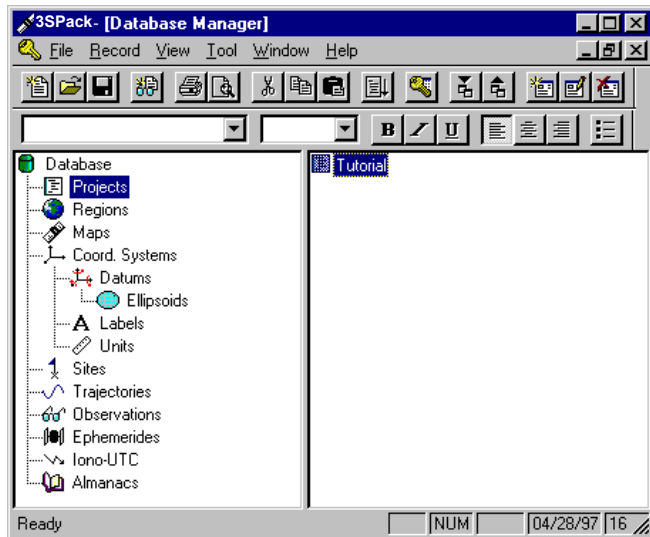 3SPack- [Database Manager]
File Record View Tool Window Help
B I U
Database
Projects
Regions
Maps
Coord. Systems
Datums
Ellipsoids
A Labels
Units
Sites
Trajectories
Observations
Ephemerides
Iono-UTC
Almanacs
Tutorial
Ready
NUM
04/28/97
16